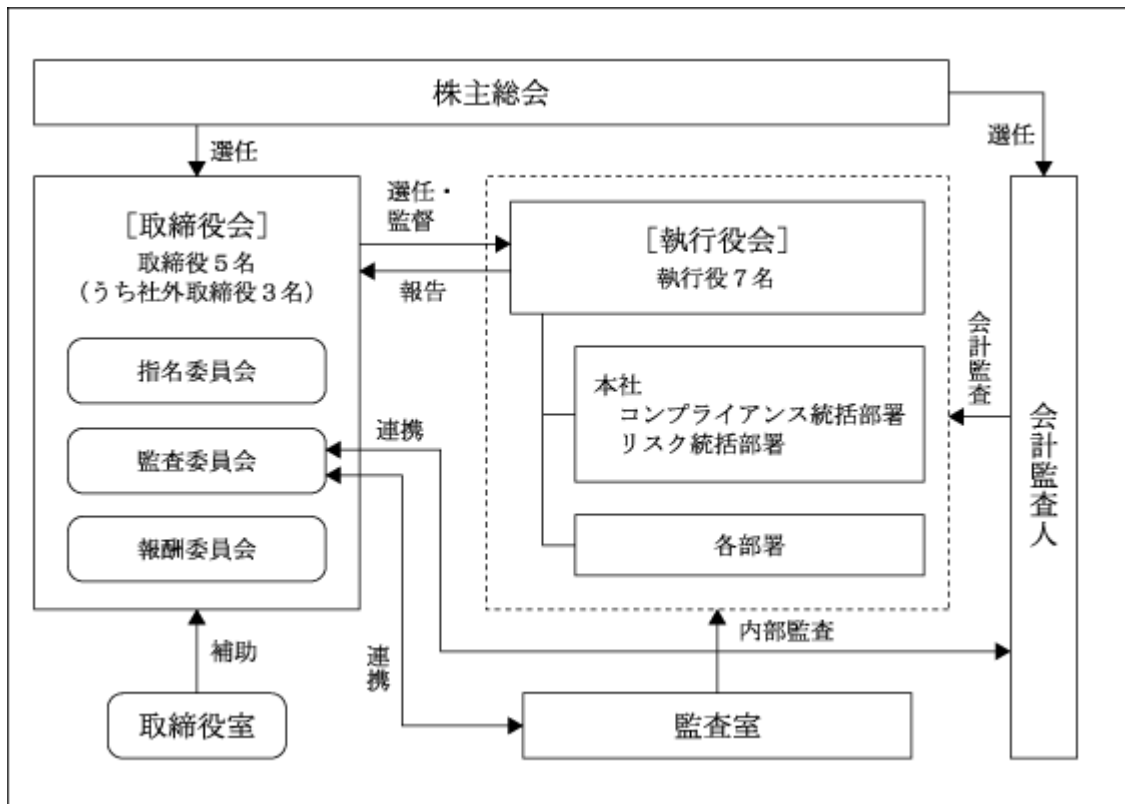 株主総会
選任
選任
［取締役会］
取締役５名
（うち社外取締役３名）
選任・
監督
報告
［執行役会］
執行役７名
指名委員会
監査委員会
報酬委員会
連携
本社
コンプライアンス統括部署
リスク統括部署
各部署
会計監査
会計監査人
補助
連携
内部監査
取締役室
監査室